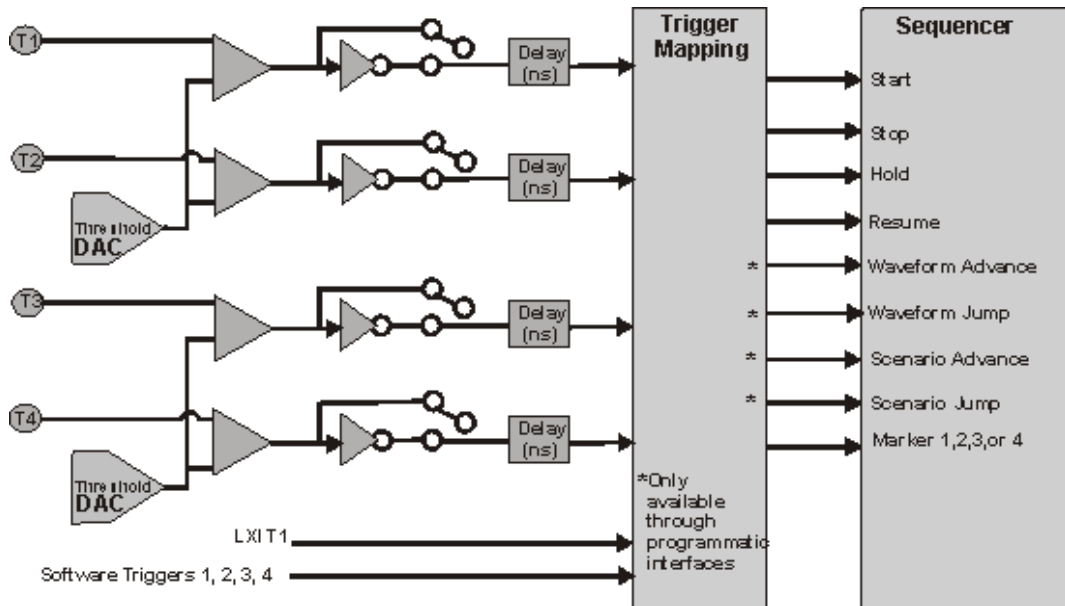 T1
T2
Threshold
DAC
T3
T4
Threshold
DAC
Delay
(ns)
Delay
(ns)
Delay
(ns)
Delay
(ns)
LXIT1
Software Triggers 1, 2, 3, 4
Trigger
Mapping
*
*
*
*
*Only
available
through
programmatic
interfaces
Sequencer
Start
Stop
Hold
Resume
Waveform Advance
Waveform Jump
Scenario Advance
Scenario Jump
Marker 1,2,3,or 4